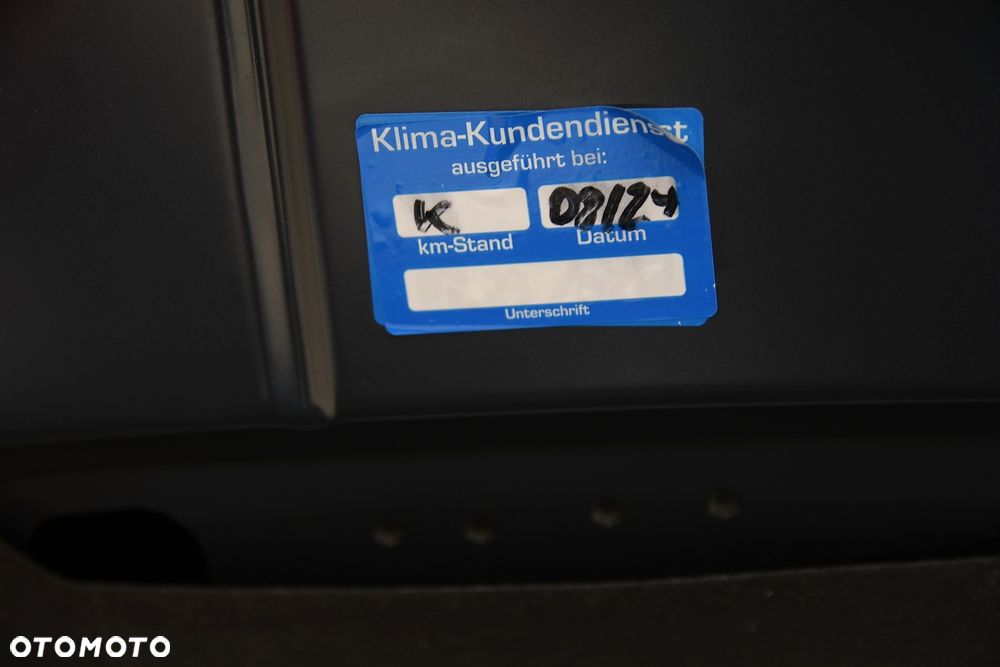 Klima-Kundendienst
ausgeführt bei:
K 08/24
km-Stand Datum
Unterschrift
OTOMOTO